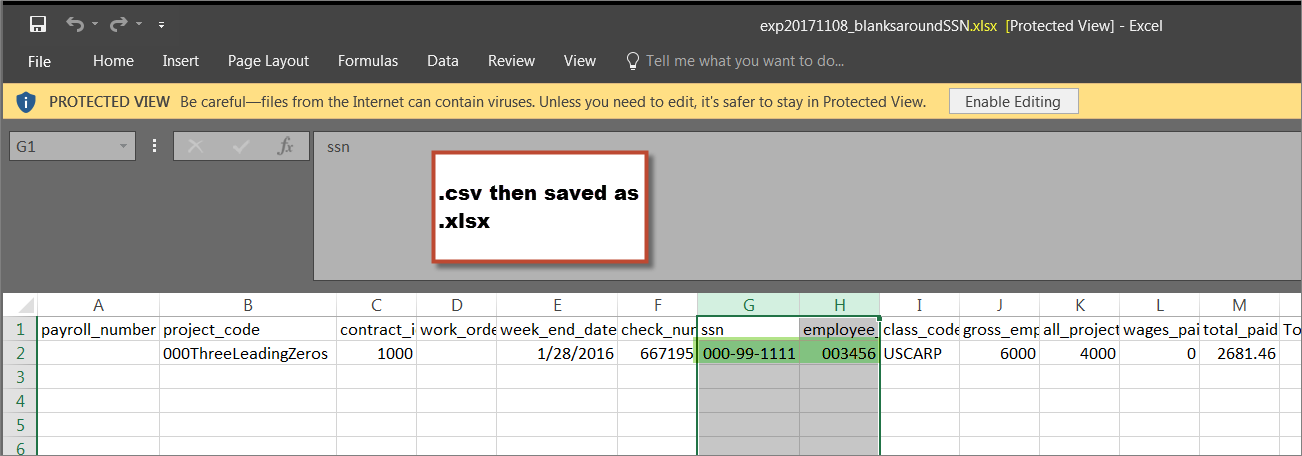 exp20171108_blanksaroundSSN.xlsx [Protected View] - Excel
File Home Insert Page Layout Formulas Data Review View Tell me what you want to do...
PROTECTED VIEW Be careful—files from the Internet can contain viruses. Unless you need to edit, it's safer to stay in Protected View. Enable Editing
G1 fx ssn
.csv then saved as
.xlsx
A B C D E F G H I J K L M
1 payroll_number project_code contract_i work_orde week_end_date check_nur ssn employee_ class_code gross_emp all_project wages_pai total_paid To
2 000ThreeLeadingZeros 1000 1/28/2016 667195 000-99-1111 003456 USCARP 6000 4000 0 2681.46
3
4
5
6